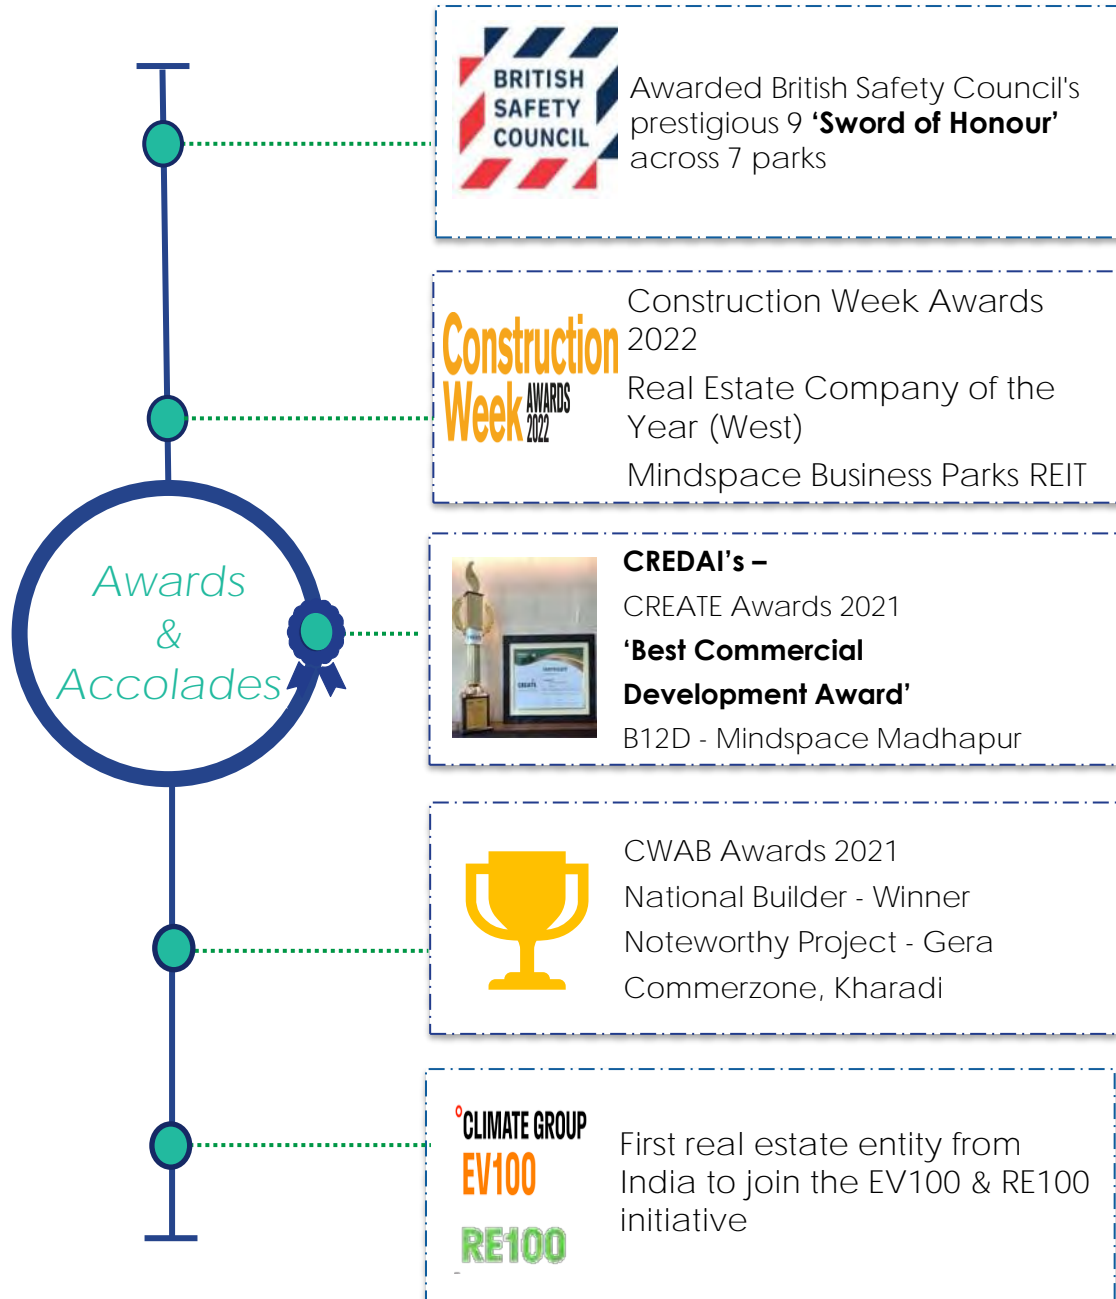 BRITISH
SAFETY
COUNCIL
Awarded British Safety Council's
prestigious 9 ‘Sword of Honour’
across 7 parks
Construction
Week AWARDS
2022
Construction Week Awards
2022
Real Estate Company of the
Year (West)
Mindspace Business Parks REIT
Awards
&
Accolades
CREATE
CREDAI’s –
CREATE Awards 2021
‘Best Commercial
Development Award’
B12D - Mindspace Madhapur
CWAB Awards 2021
National Builder - Winner
Noteworthy Project - Gera
Commerzone, Kharadi
°CLIMATE GROUP
EV100
RE100
First real estate entity from
India to join the EV100 & RE100
initiative